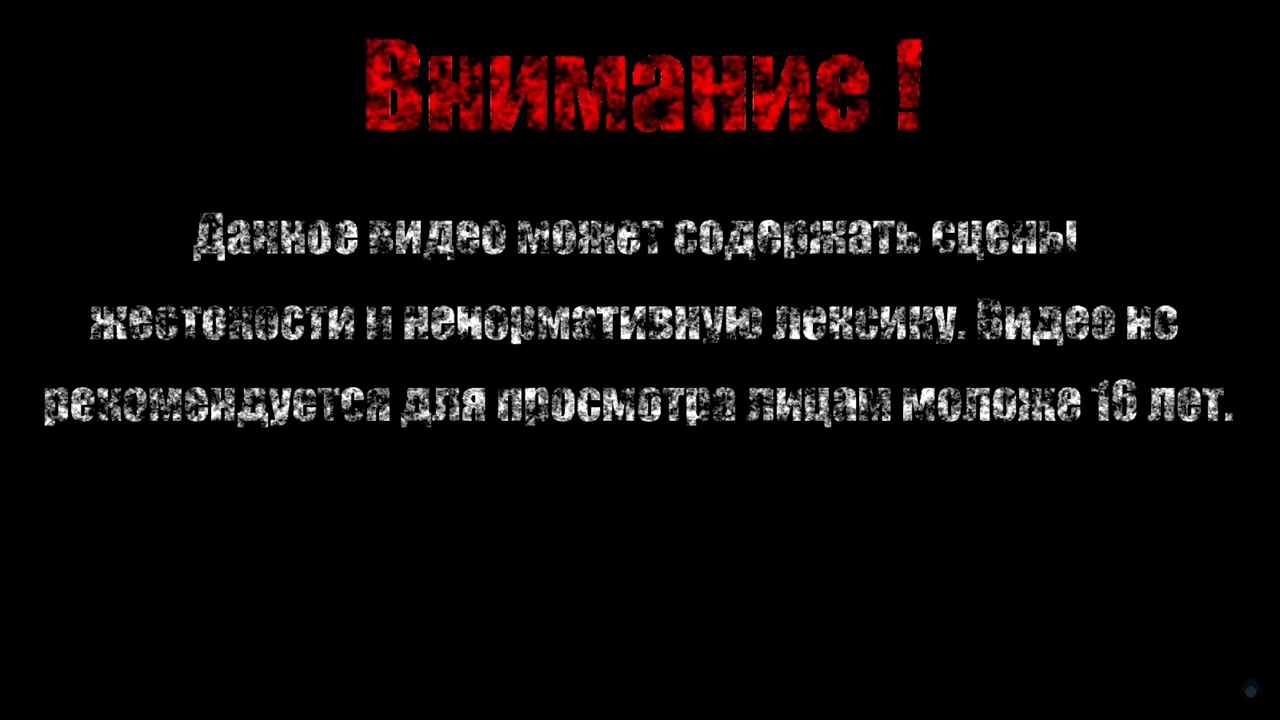 Внимание !
Данное видео может содержать сцены
жестокости и ненормативную лексику. Видео не
рекомендуется для просмотра лицам моложе 16 лет.